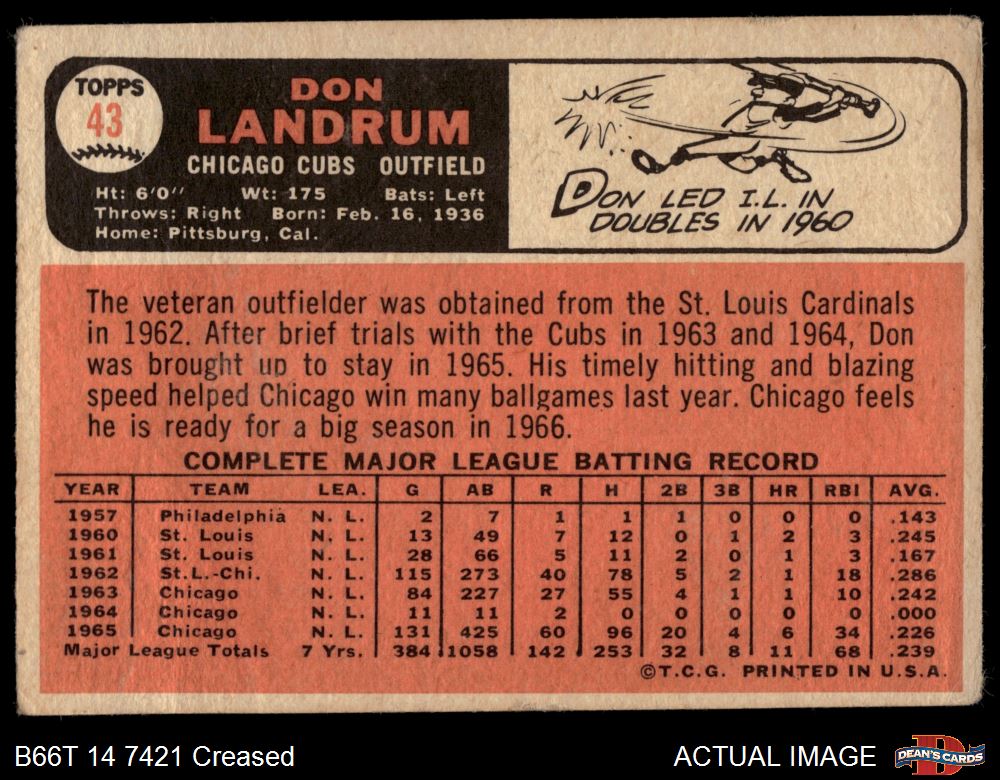 TOPPS
43
DON
LANDRUM
CHICAGO CUBS OUTFIELD
Ht: 6'0" Wt: 175 Bats: Left
Throws: Right Born: Feb. 16, 1936
Home: Pittsburg, Cal.
DON LED I.L. IN
DOUBLES IN 1960
The veteran outfielder was obtained from the St. Louis Cardinals
in 1962. After brief trials with the Cubs in 1963 and 1964, Don
was brought up to stay in 1965. His timely hitting and blazing
speed helped Chicago win many ballgames last year. Chicago feels
he is ready for a big season in 1966.
COMPLETE MAJOR LEAGUE BATTING RECORD
YEAR TEAM LEA. G AB R H 2B 3B HR RBI AVG.
1957 Philadelphia N. L. 2 7 1 1 1 0 0 0 .143
1960 St. Louis N. L. 13 49 7 12 0 1 2 3 .245
1961 St. Louis N. L. 28 66 5 11 2 0 1 3 .167
1962 St.L.-Chi. N. L. 115 273 40 78 5 2 1 18 .286
1963 Chicago N. L. 84 227 27 55 4 1 1 10 .242
1964 Chicago N. L. 11 11 2 0 0 0 0 0 .000
1965 Chicago N. L. 131 425 60 96 20 4 6 34 .226
Major League Totals 7 Yrs. 384 1058 142 253 32 8 11 68 .239
©T.C.G. PRINTED IN U.S.A.
B66T 14 7421 Creased
ACTUAL IMAGE
DEAN'S CARDS